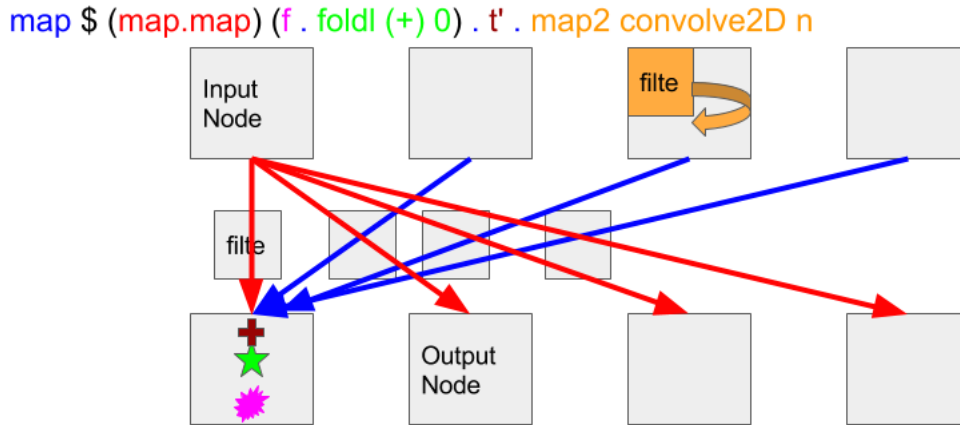 map $ (map.map) (f . foldl (+) 0) . t' . map2 convolve2D n
Input
Node
filte
filte
Output
Node